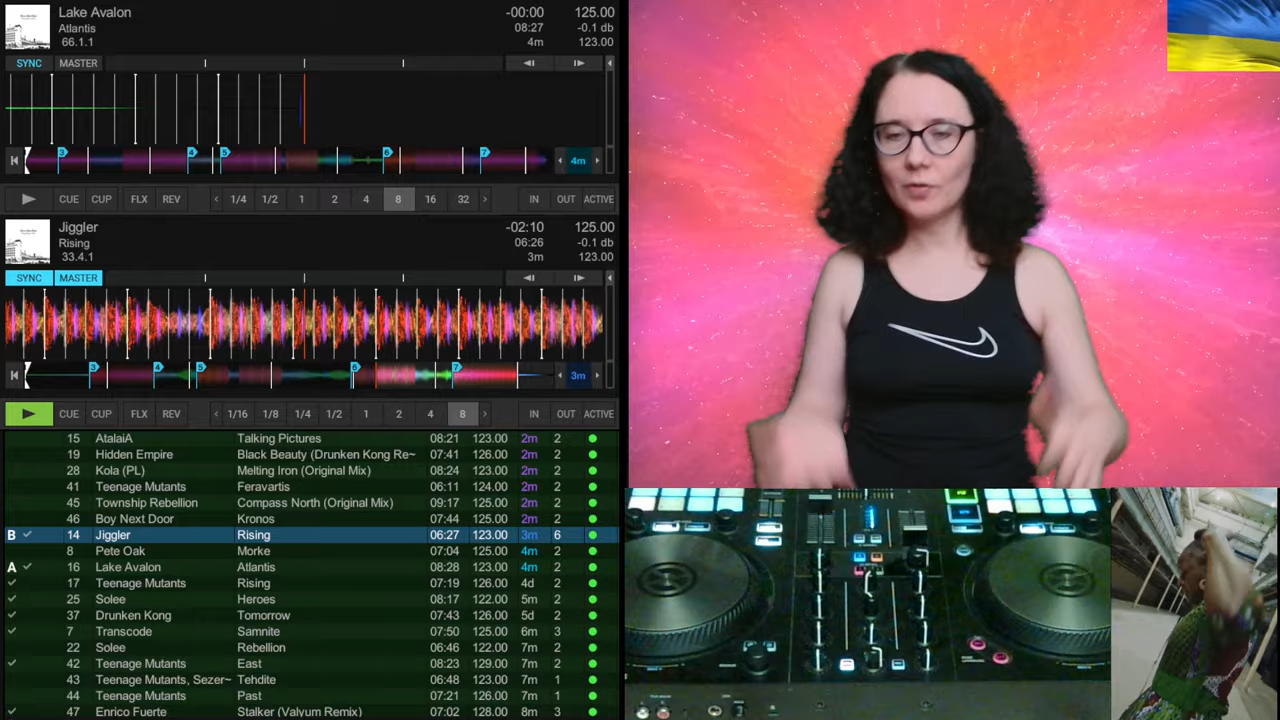 Lake Avalon -00:00 125.00
Atlantis 08:27 -0.1 db
66.1.1 4m 123.00
SYNC MASTER
3 4 5 6 7 4m
CUE CUP FLX REV 1/4 1/2 1 2 4 8 16 32 IN OUT ACTIVE
Jiggler -02:10 125.00
Rising 06:26 -0.1 db
33.4.1 3m 123.00
SYNC MASTER
3 4 5 6 7 3m
CUE CUP FLX REV 1/16 1/8 1/4 1/2 1 2 4 8 IN OUT ACTIVE
15 AtalaiA Talking Pictures 08:21 123.00 2m 2
19 Hidden Empire Black Beauty (Drunken Kong Re~ 07:41 126.00 2m 2
28 Kola (PL) Melting Iron (Original Mix) 08:24 123.00 2m 2
41 Teenage Mutants Feravartis 06:11 124.00 2m 2
45 Township Rebellion Compass North (Original Mix) 09:17 125.00 2m 2
46 Boy Next Door Kronos 07:44 125.00 2m 2
B 14 Jiggler Rising 06:27 123.00 3m 6
8 Pete Oak Morke 07:04 125.00 4m 2
A 16 Lake Avalon Atlantis 08:28 123.00 4m 2
17 Teenage Mutants Rising 07:19 126.00 4d 2
25 Solee Heroes 08:17 122.00 5m 2
37 Drunken Kong Tomorrow 07:43 126.00 5d 2
7 Transcode Samnite 07:50 125.00 6m 3
22 Solee Rebellion 06:46 122.00 7m 2
42 Teenage Mutants East 08:23 129.00 7m 2
43 Teenage Mutants, Sezer~ Tehdite 06:48 123.00 7m 1
44 Teenage Mutants Past 07:21 126.00 7m 1
47 Enrico Fuerte Stalker (Valyum Remix) 07:02 128.00 8m 3